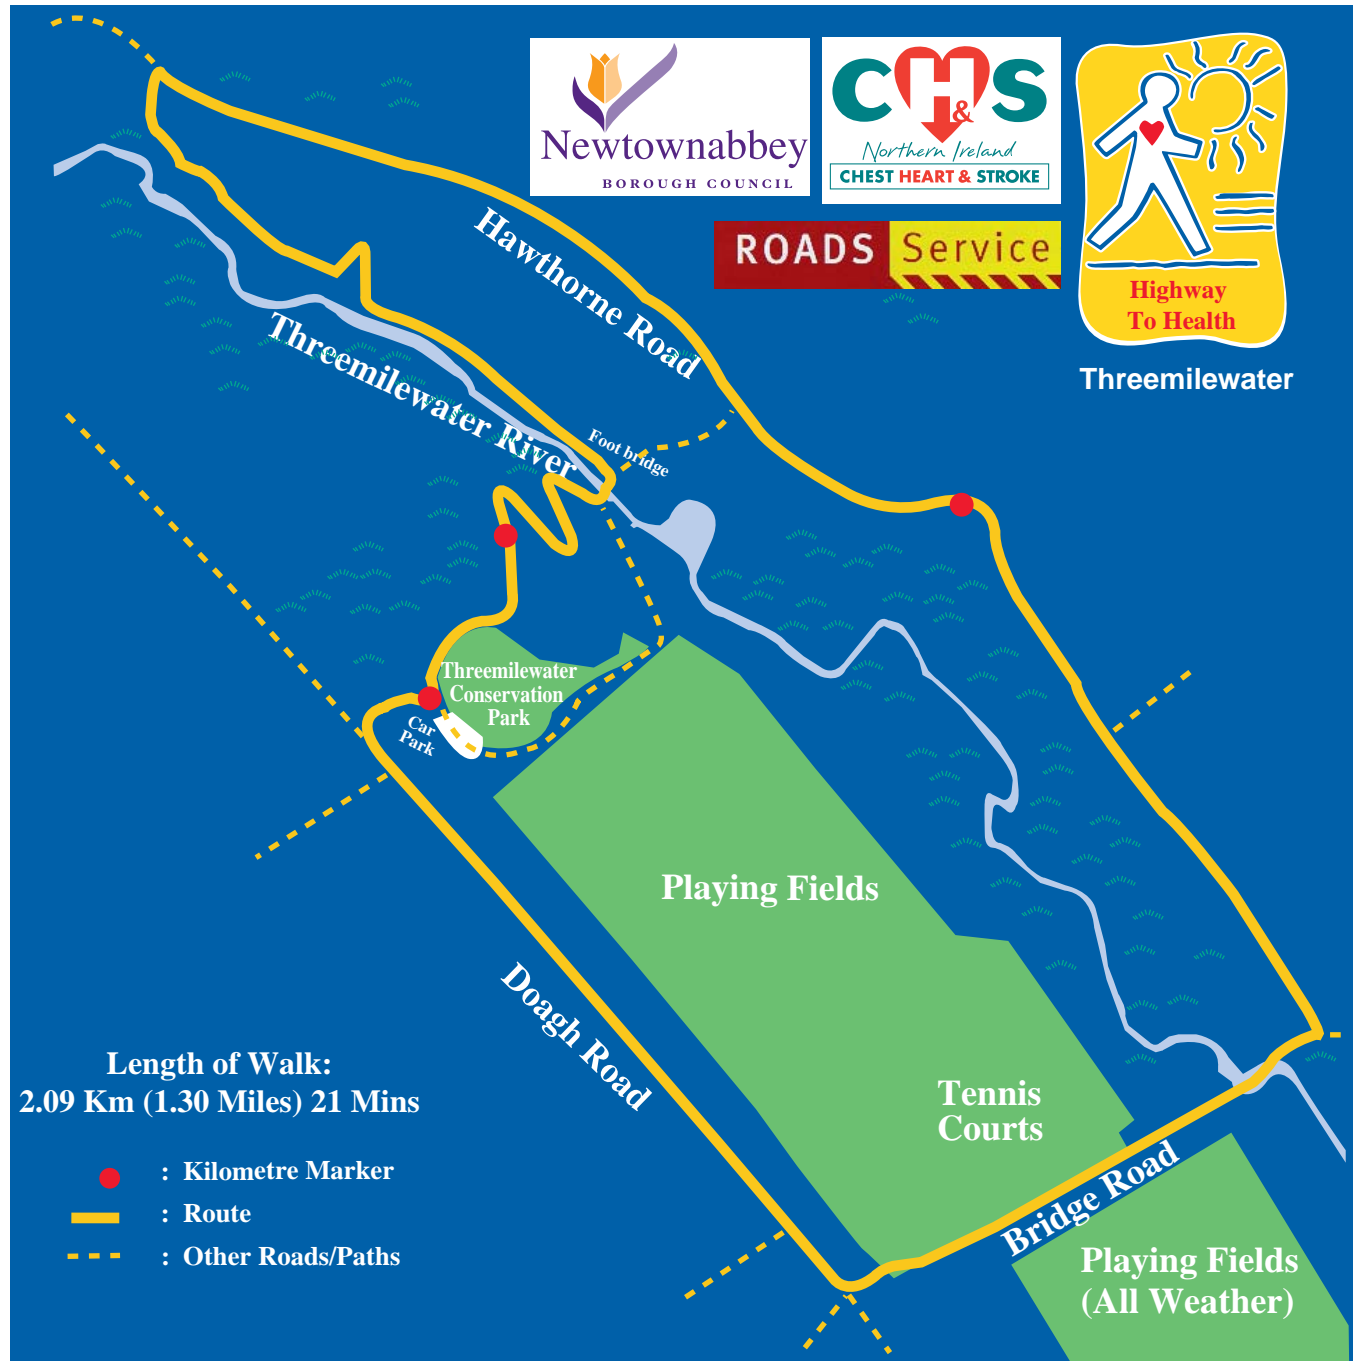 Newtownabbey
BOROUGH COUNCIL
CH&S
Northern Ireland
CHEST HEART & STROKE
ROADS Service
Highway
To Health
Threemilewater
Hawthorne Road
Threemilewater River
Foot bridge
Threemilewater
Conservation
Park
Car
Park
Playing Fields
Doagh Road
Tennis
Courts
Bridge Road
Playing Fields
(All Weather)
Length of Walk:
2.09 Km (1.30 Miles) 21 Mins
: Kilometre Marker
: Route
: Other Roads/Paths